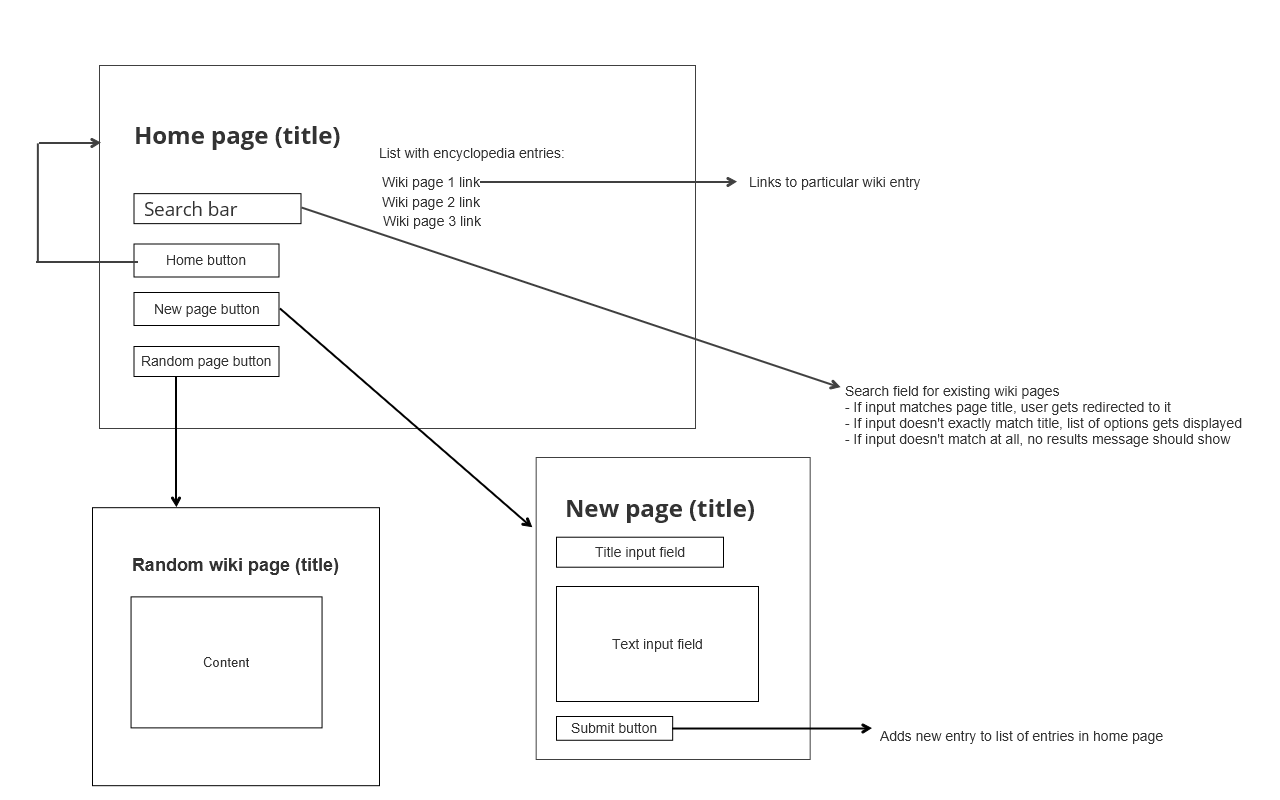 Home page (title)
List with encyclopedia entries:
Wiki page 1 link
Links to particular wiki entry
Wiki page 2 link
Wiki page 3 link
Search bar
Home button
New page button
Random page button
Search field for existing wiki pages
- If input matches page title, user gets redirected to it
- If input doesn't exactly match title, list of options gets displayed
- If input doesn't match at all, no results message should show
New page (title)
Title input field
Text input field
Submit button
Adds new entry to list of entries in home page
Random wiki page (title)
Content